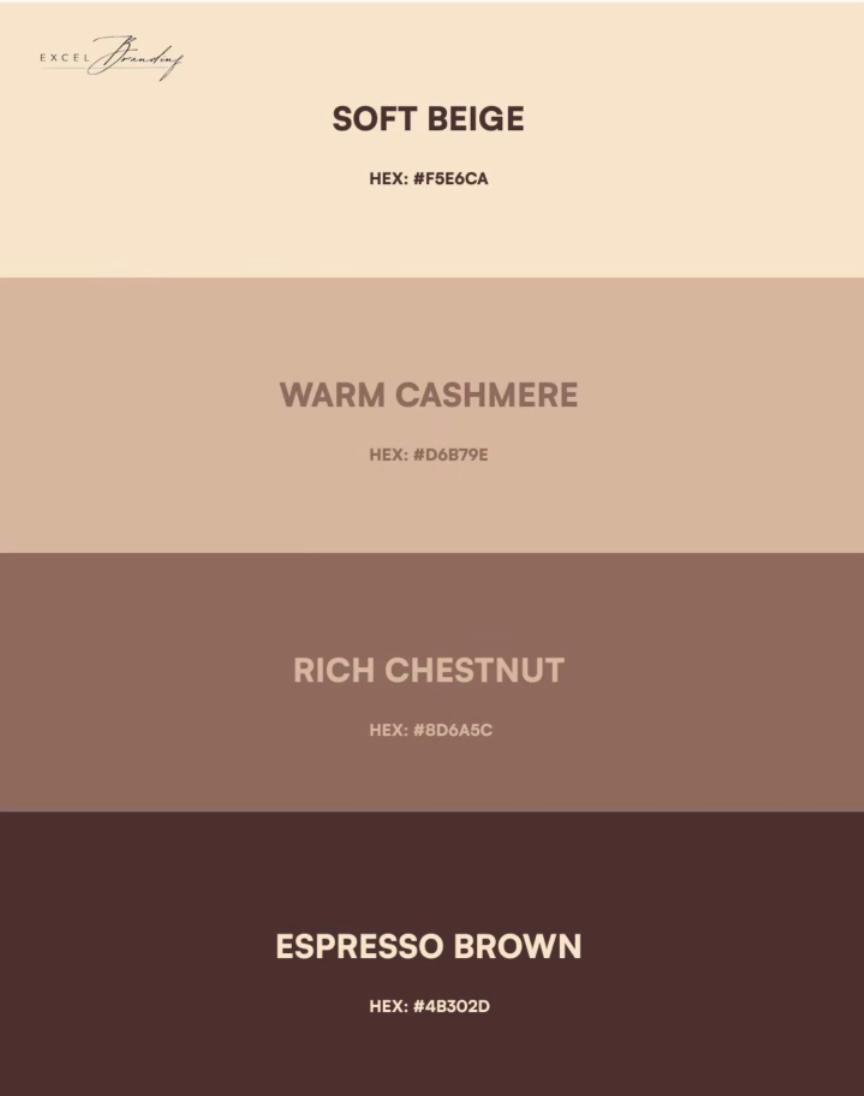 EXCEL Branding
SOFT BEIGE
HEX: #F5E6CA
WARM CASHMERE
HEX: #D6B79E
RICH CHESTNUT
HEX: #8D6A5C
ESPRESSO BROWN
HEX: #4B302D